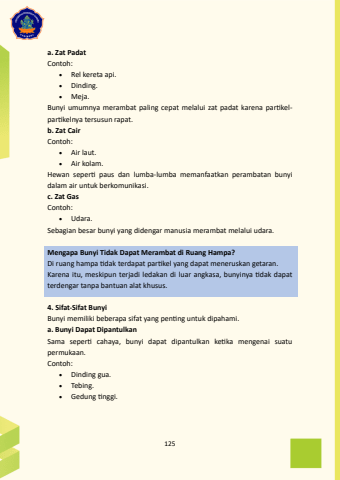 a. Zat Padat
Contoh:
• Rel kereta api.
• Dinding.
• Meja.
Bunyi umumnya merambat paling cepat melalui zat padat karena partikel-
partikelnya tersusun rapat.
b. Zat Cair
Contoh:
• Air laut.
• Air kolam.
Hewan seperti paus dan lumba-lumba memanfaatkan perambatan bunyi
dalam air untuk berkomunikasi.
c. Zat Gas
Contoh:
• Udara.
Sebagian besar bunyi yang didengar manusia merambat melalui udara.
Mengapa Bunyi Tidak Dapat Merambat di Ruang Hampa?
Di ruang hampa tidak terdapat partikel yang dapat meneruskan getaran.
Karena itu, meskipun terjadi ledakan di luar angkasa, bunyinya tidak dapat
terdengar tanpa bantuan alat khusus.
4. Sifat-Sifat Bunyi
Bunyi memiliki beberapa sifat yang penting untuk dipahami.
a. Bunyi Dapat Dipantulkan
Sama seperti cahaya, bunyi dapat dipantulkan ketika mengenai suatu
permukaan.
Contoh:
• Dinding gua.
• Tebing.
• Gedung tinggi.
125